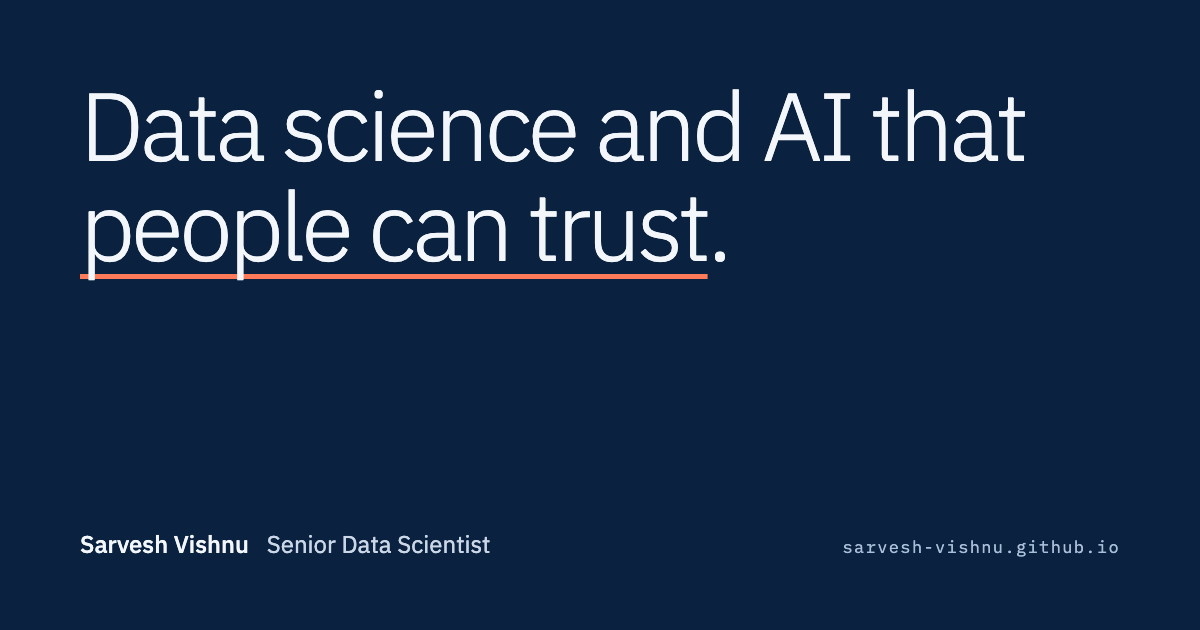 Data science and AI that
people can trust.
Sarvesh Vishnu Senior Data Scientist
sarvesh-vishnu.github.io